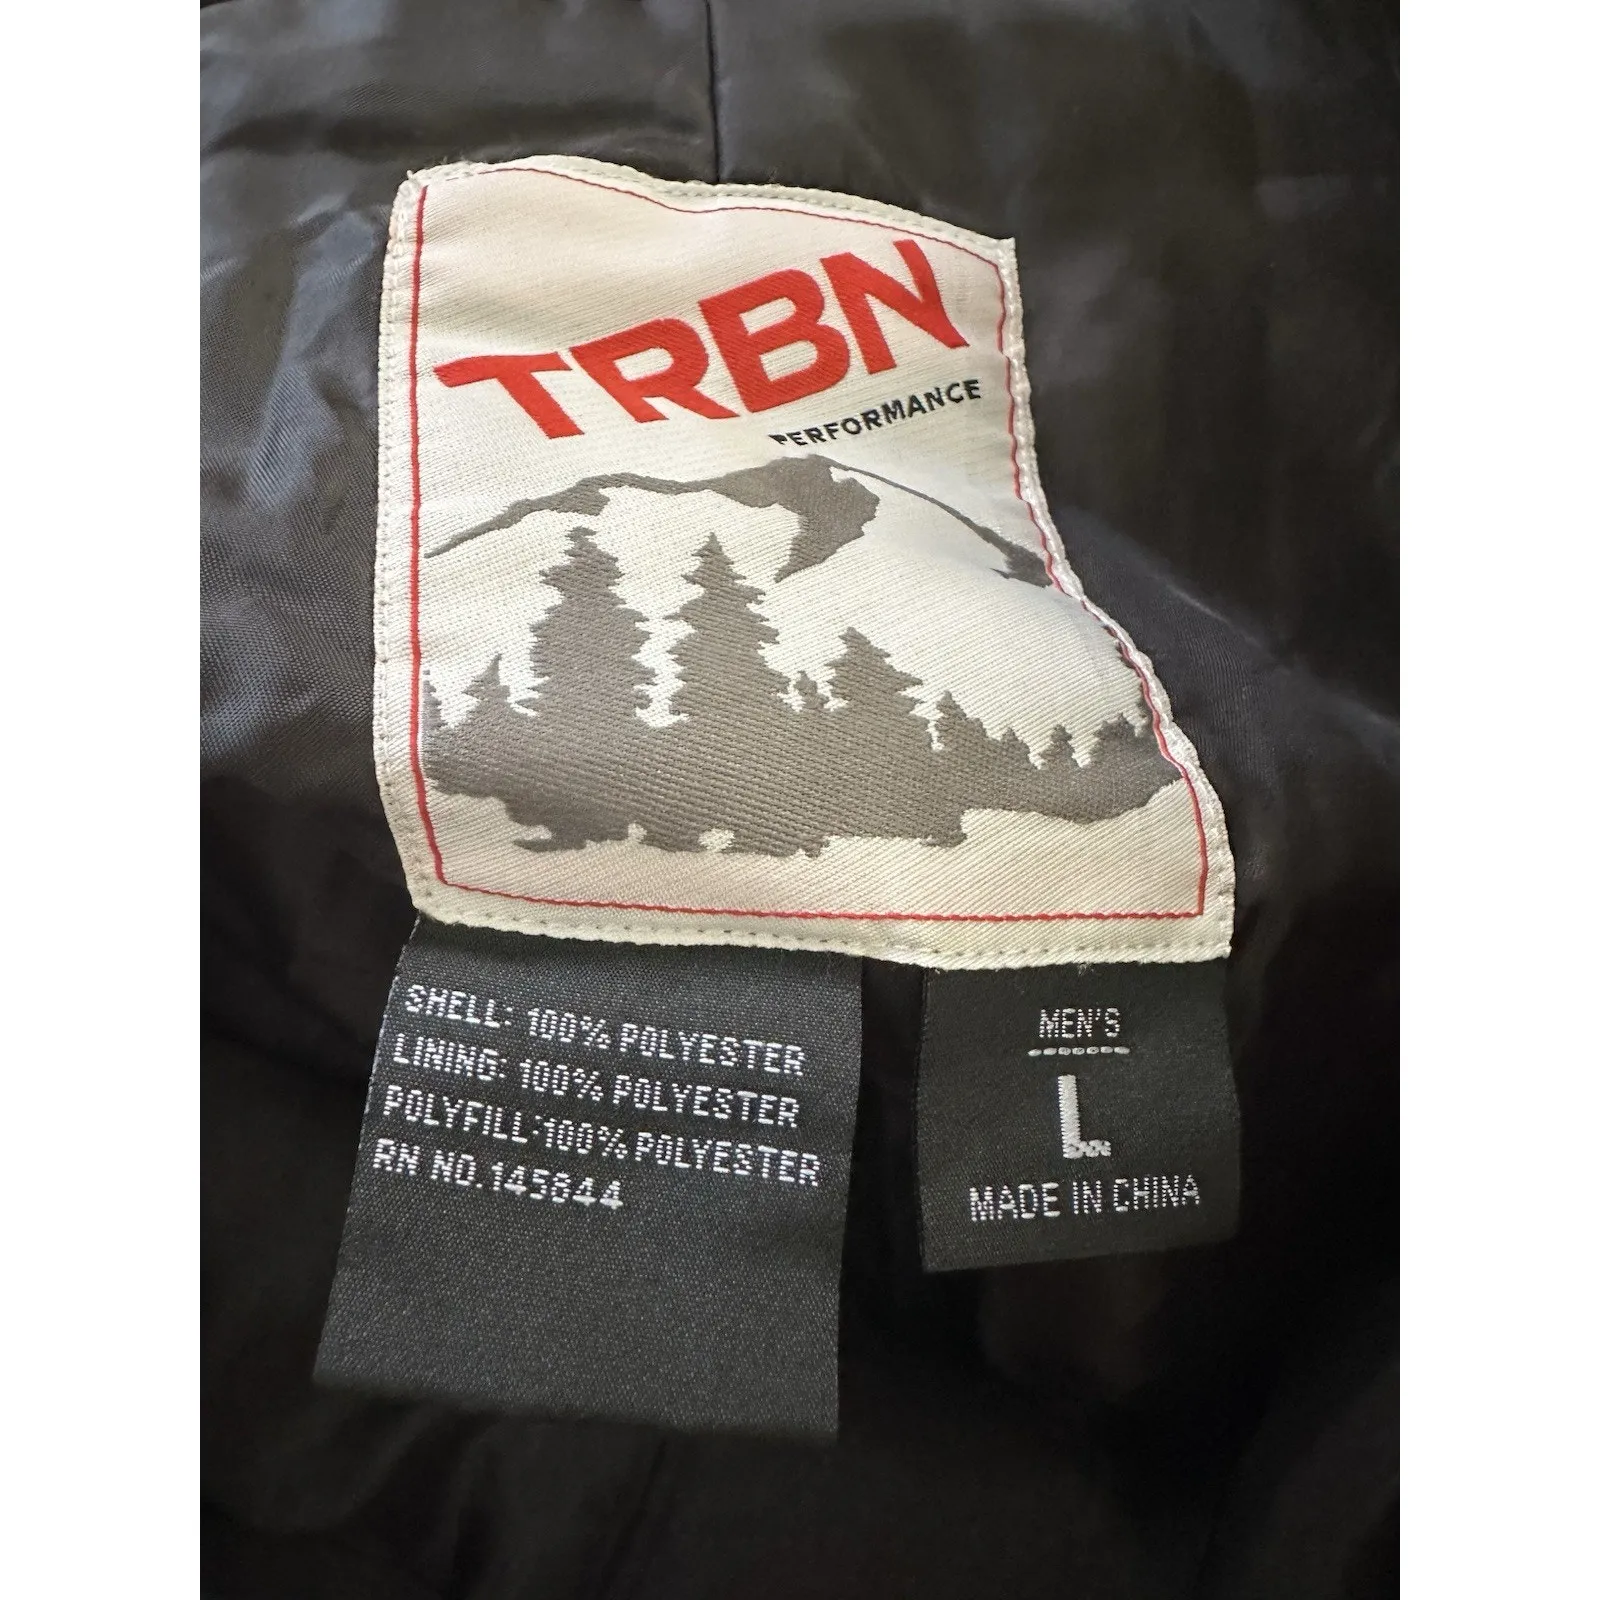 TRBN
PERFORMANCE
SHELL: 100% POLYESTER
LINING: 100% POLYESTER
POLYFILL:100% POLYESTER
RN NO.145844
MEN'S
L
MADE IN CHINA